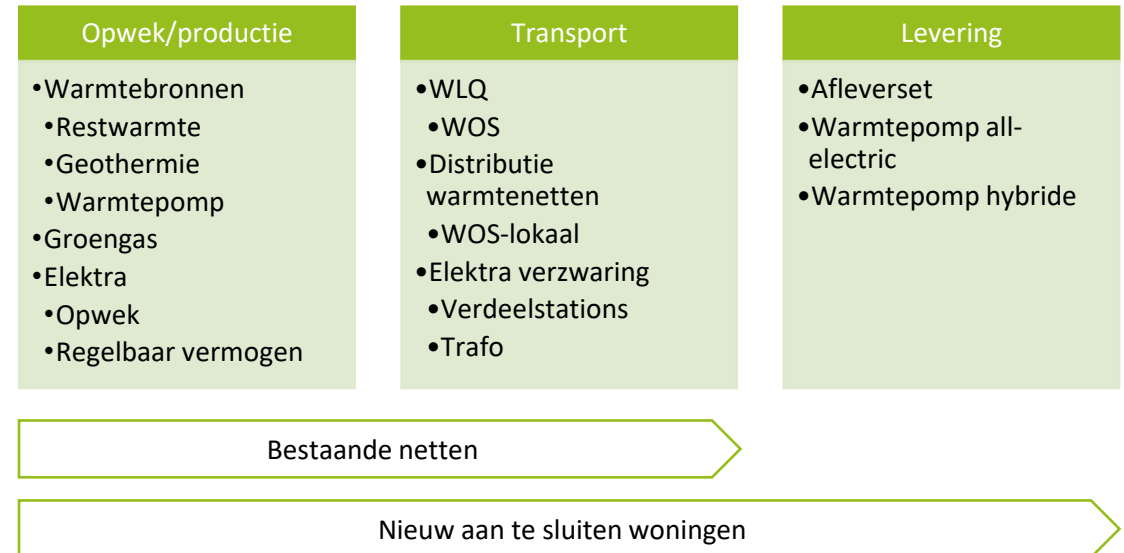 Opwek/productie
•Warmtebronnen
•Restwarmte
•Geothermie
•Warmtepomp
•Groengas
•Elektra
•Opwek
•Regelbaar vermogen
Transport
•WLQ
•WOS
•Distributie
warmtenetten
•WOS-lokaal
•Elektra verzwaring
•Verdeelstations
•Trafo
Levering
•Afleverset
•Warmtepomp all-
electric
•Warmtepomp hybride
Bestaande netten
Nieuw aan te sluiten woningen